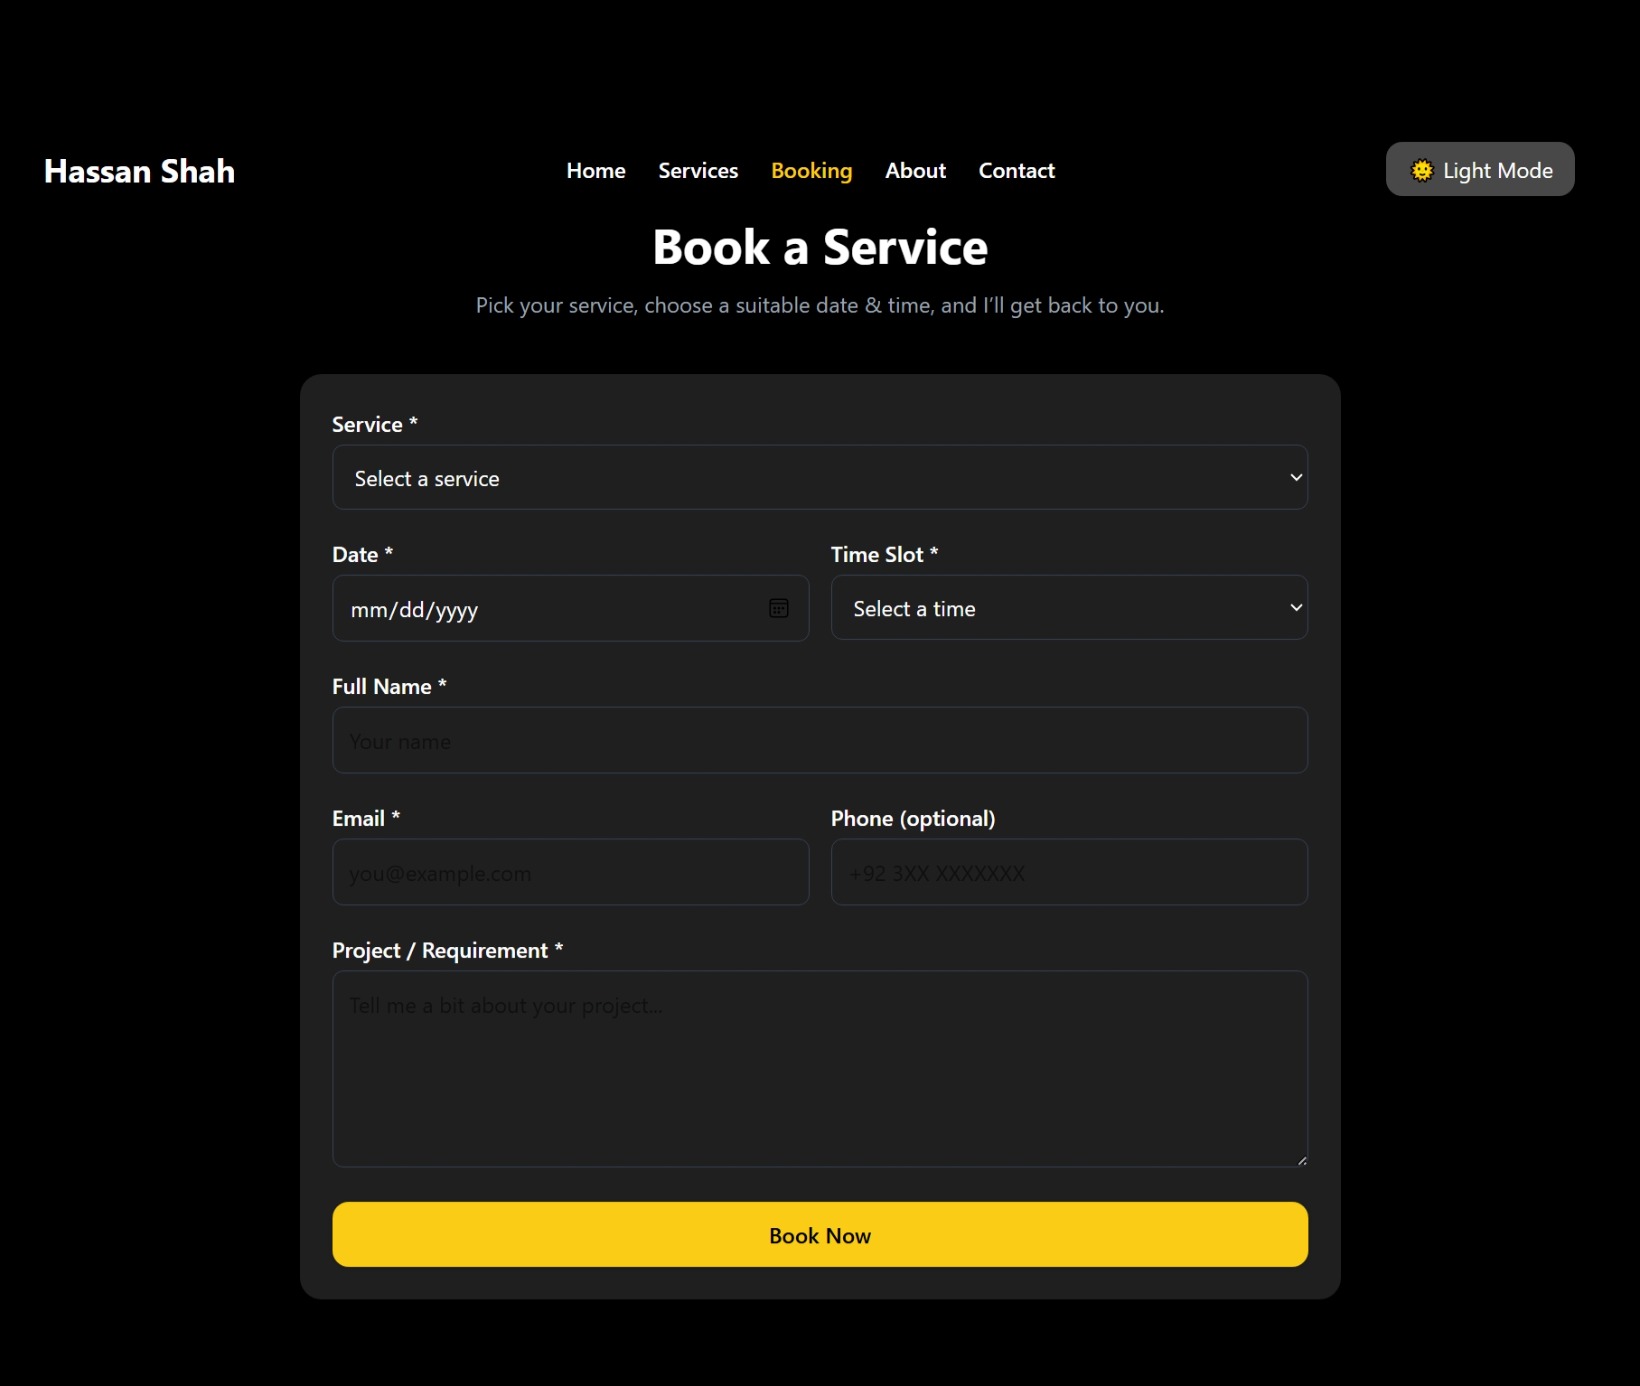 Hassan Shah
Home Services Booking About Contact
Light Mode
Book a Service
Pick your service, choose a suitable date & time, and I’ll get back to you.
Service *
Select a service
Date * Time Slot *
mm/dd/yyyy Select a time
Full Name *
Your name
Email * Phone (optional)
you@example.com +92 3XX XXXXXXX
Project / Requirement *
Tell me a bit about your project...
Book Now